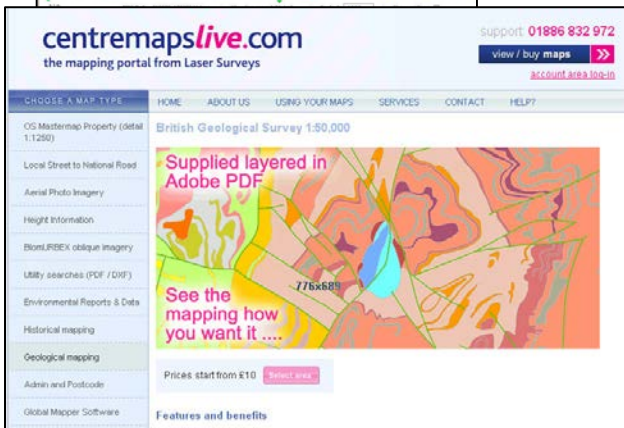 centremapslive.com
the mapping portal from Laser Surveys
support: 01886 832 972
view / buy maps
account area log-in
CHOOSE A MAP TYPE
HOME ABOUT US USING YOUR MAPS SERVICES CONTACT HELP?
OS Mastermap Property (detail
1:1250)
Local Street to National Road
Aerial Photo Imagery
Height Information
BlomURBEX oblique imagery
Utility searches (PDF / DXF)
Environmental Reports & Data
Historical mapping
Geological mapping
Admin and Postcode
Global Mapper Software
British Geological Survey 1:50,000
Supplied layered in
Adobe PDF
776x689
See the
mapping how
you want it ....
Prices start from £10
Select area
Features and benefits